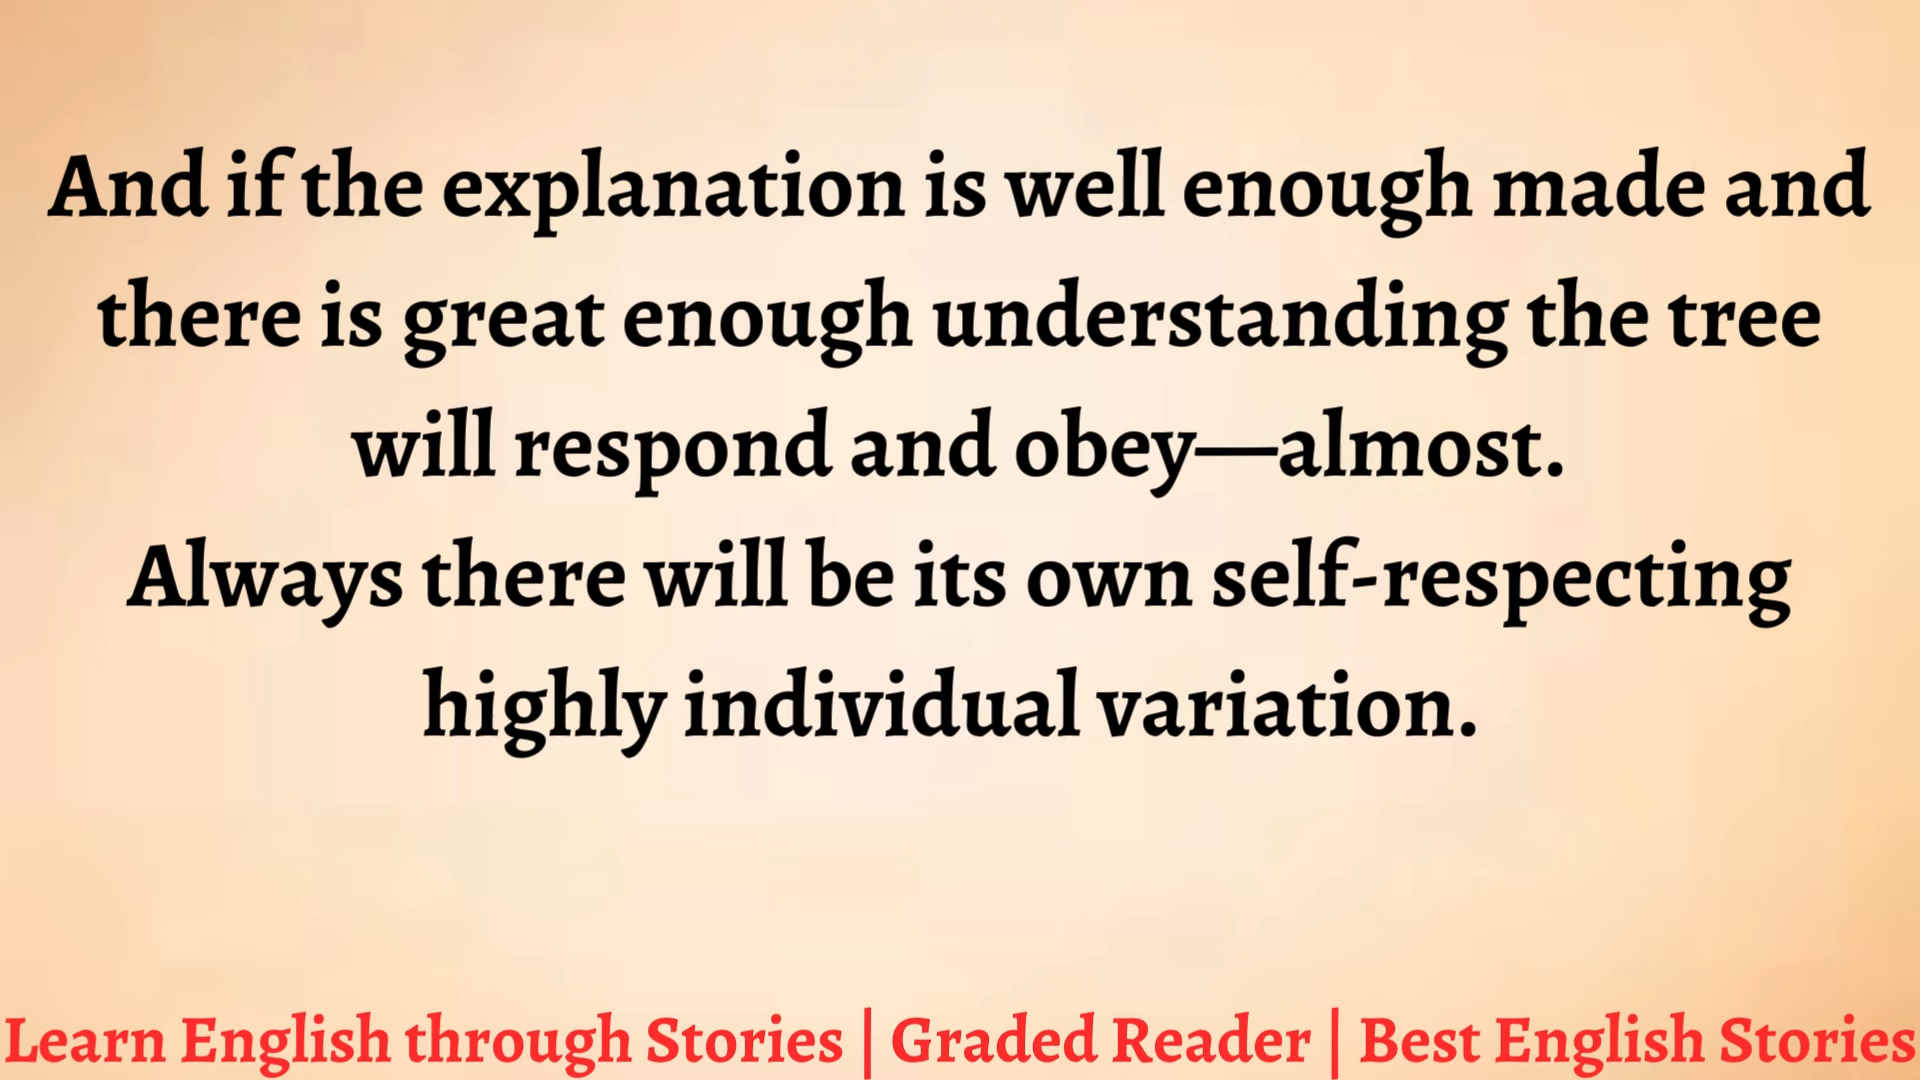 And if the explanation is well enough made and
there is great enough understanding the tree
will respond and obey—almost.
Always there will be its own self-respecting
highly individual variation.
Learn English through Stories | Graded Reader | Best English Stories